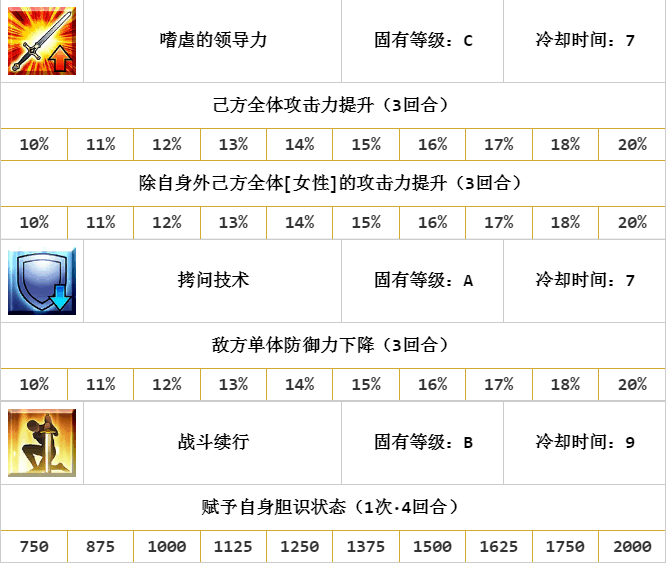 嗜虐的领导力 固有等级：C 冷却时间：7
己方全体攻击力提升（3回合）
10% 11% 12% 13% 14% 15% 16% 17% 18% 20%
除自身外己方全体[女性]的攻击力提升（3回合）
10% 11% 12% 13% 14% 15% 16% 17% 18% 20%
拷问技术 固有等级：A 冷却时间：7
敌方单体防御力下降（3回合）
10% 11% 12% 13% 14% 15% 16% 17% 18% 20%
战斗续行 固有等级：B 冷却时间：9
赋予自身胆识状态（1次·4回合）
750 875 1000 1125 1250 1375 1500 1625 1750 2000